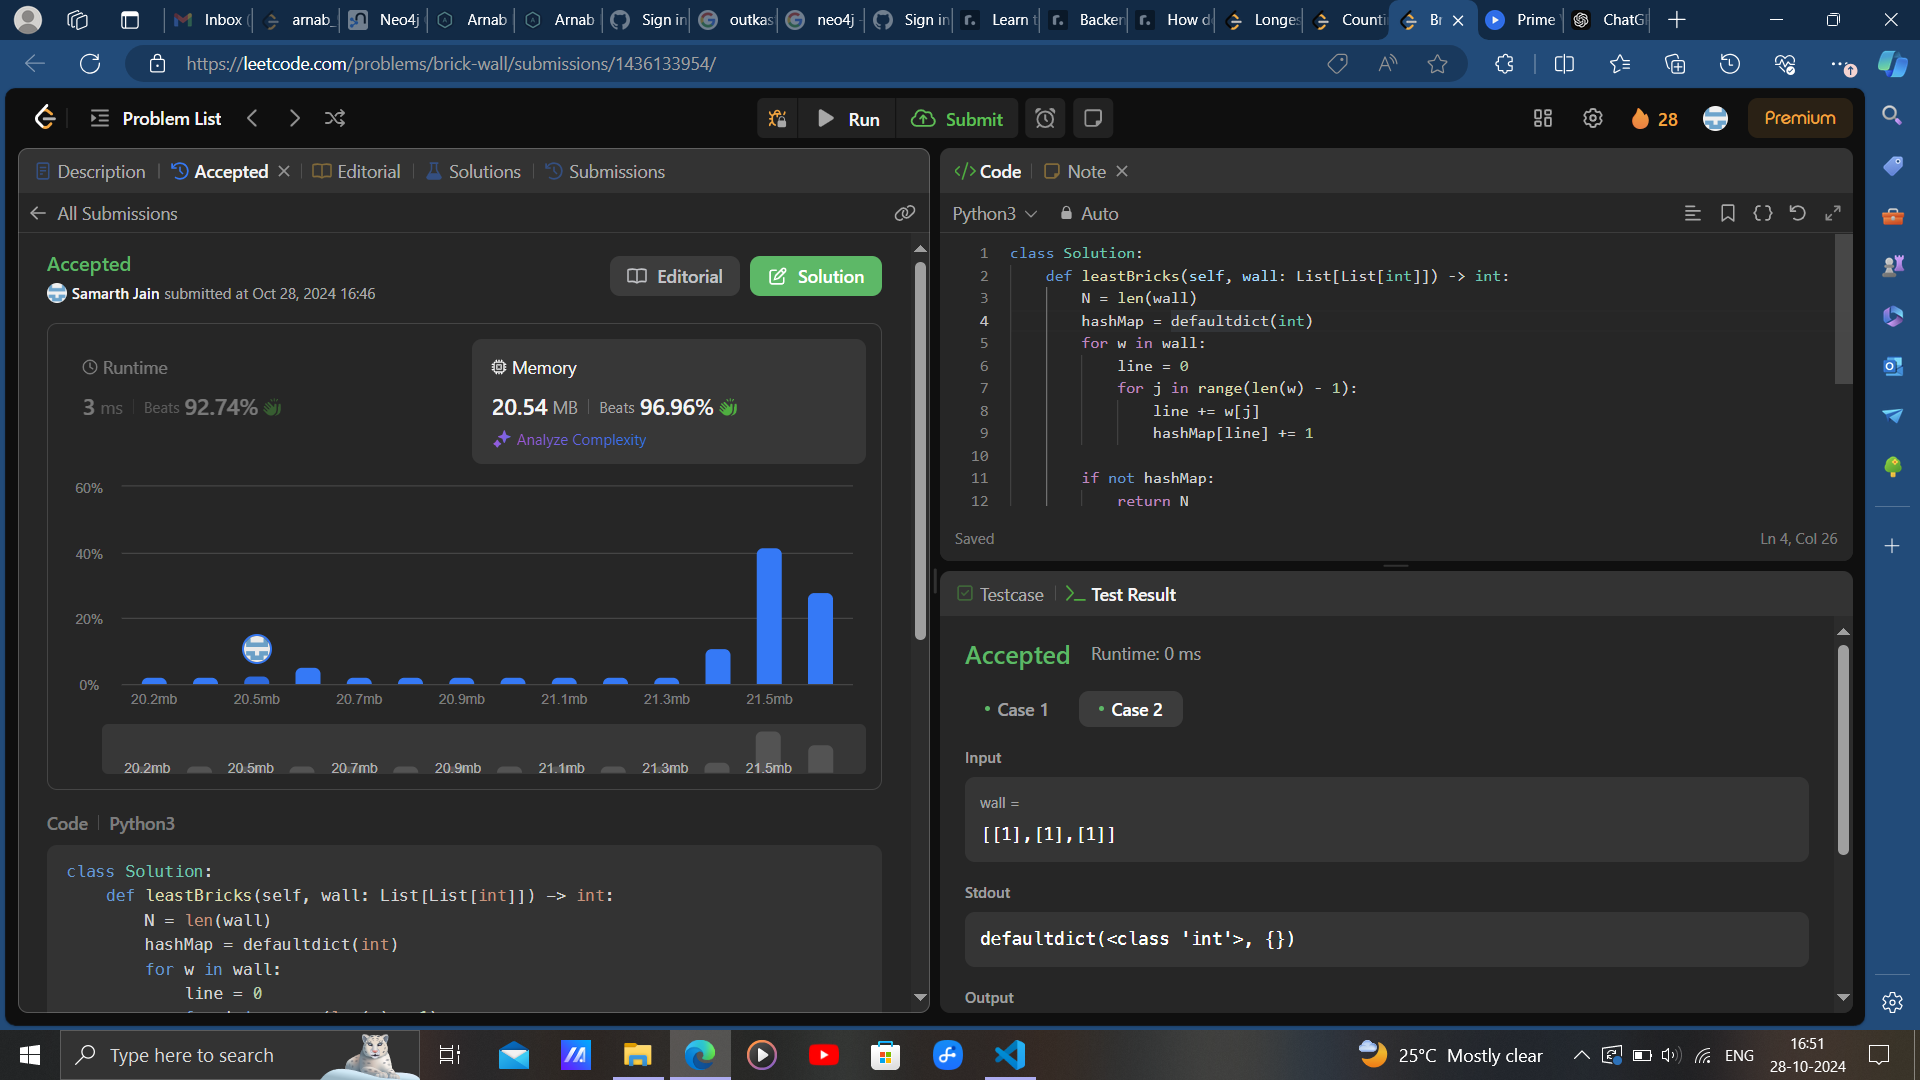 Inbox (
arnab_
Neo4j
Arnab
Arnab
Sign in
outkas
neo4j -
Sign in
Learn t
Backen
How d
Longes
Counti
Br
Prime
ChatG
https://leetcode.com/problems/brick-wall/submissions/1436133954/
Problem List
Run
Submit
28
Premium
Description
Accepted
Editorial
Solutions
Submissions
All Submissions
Accepted
Samarth Jain submitted at Oct 28, 2024 16:46
Editorial
Solution
Runtime
3 ms
Beats 92.74%
Memory
20.54 MB
Beats 96.96%
Analyze Complexity
60%
40%
20%
0%
20.2mb 20.5mb 20.7mb 20.9mb 21.1mb 21.3mb 21.5mb
20.2mb 20.5mb 20.7mb 20.9mb 21.1mb 21.3mb 21.5mb
Code
Python3
class Solution:
def leastBricks(self, wall: List[List[int]]) -> int:
N = len(wall)
hashMap = defaultdict(int)
for w in wall:
line = 0
Code
Note
Python3
Auto
1 class Solution:
2 def leastBricks(self, wall: List[List[int]]) -> int:
3 N = len(wall)
4 hashMap = defaultdict(int)
5 for w in wall:
6 line = 0
7 for j in range(len(w) - 1):
8 line += w[j]
9 hashMap[line] += 1
10
11 if not hashMap:
12 return N
Saved
Ln 4, Col 26
Testcase
Test Result
Accepted
Runtime: 0 ms
Case 1
Case 2
Input
wall =
[[1],[1],[1]]
Stdout
defaultdict(<class 'int'>, {})
Output
Type here to search
25°C Mostly clear
ENG
16:51
28-10-2024